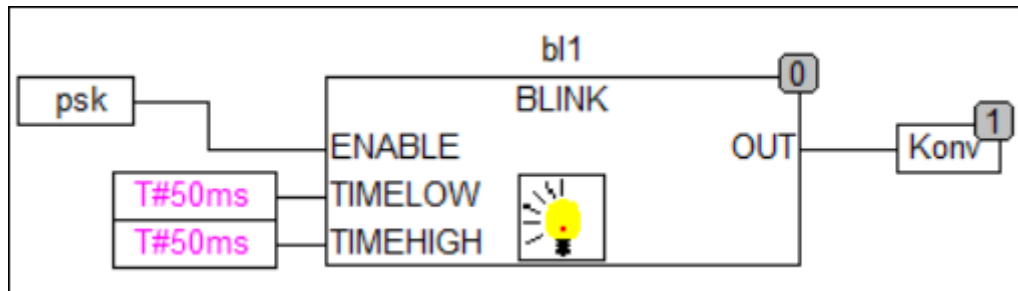 bl1
0
BLINK
psk
1
ENABLE
OUT
Konv
T#50ms
TIMELOW
T#50ms
TIMEHIGH